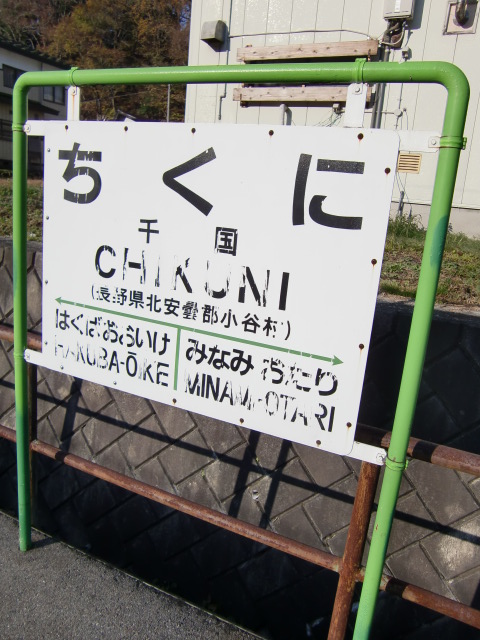 ちくに
千国
CHIKUNI
(長野県北安曇郡小谷村)
はくばおおいけ みなみおたり
HAKUBA-ŌIKE MINAMI-OTARI